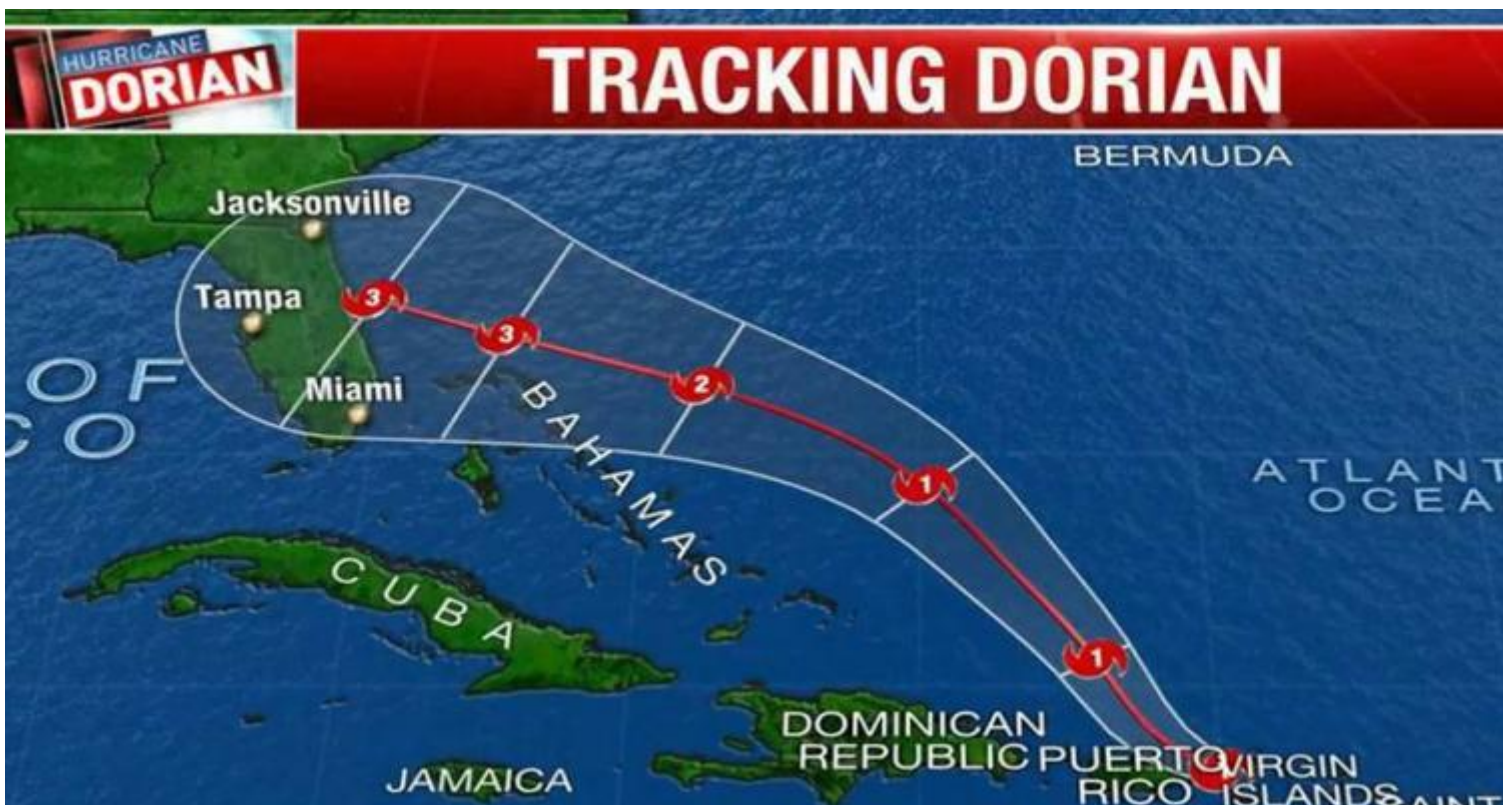 HURRICANE
DORIAN
TRACKING DORIAN
BERMUDA
Jacksonville
Tampa
OF
CO
Miami
3
3
2
1
1
BAHAMAS
ATLANT
OCEA
CUBA
DOMINICAN
REPUBLIC
PUERTO
RICO
VIRGIN
ISLANDS
JAMAICA